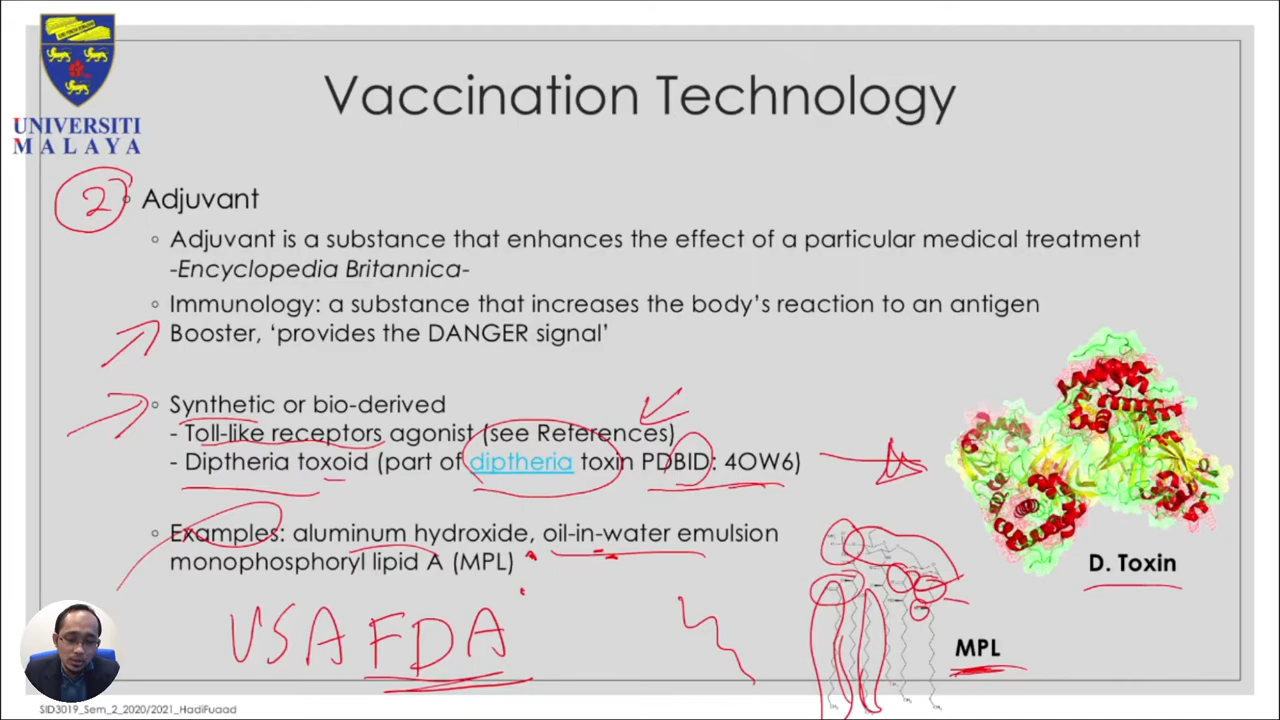 UNIVERSITI
MALAYA
Vaccination Technology
2
Adjuvant
Adjuvant is a substance that enhances the effect of a particular medical treatment
-Encyclopedia Britannica-
Immunology: a substance that increases the body’s reaction to an antigen
Booster, ‘provides the DANGER signal’
Synthetic or bio-derived
- Toll-like receptors agonist (see References)
- Diptheria toxoid (part of diptheria toxin PDBID: 4OW6)
Examples: aluminum hydroxide, oil-in-water emulsion
monophosphoryl lipid A (MPL)
D. Toxin
USA FDA
MPL
SID3019_Sem_2_2020/2021_HadiFuaad